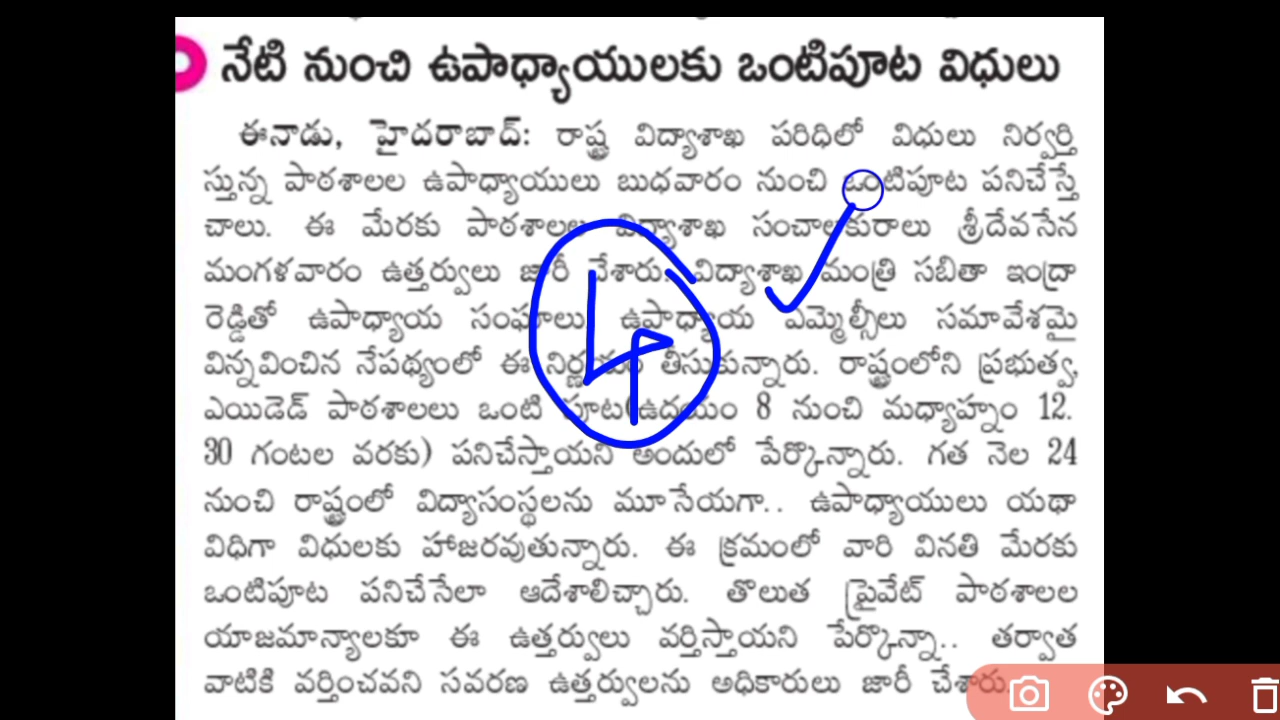 నేటి నుంచి ఉపాధ్యాయులకు ఒంటిపూట విధులు
ఈనాడు, హైదరాబాద్: రాష్ట్ర విద్యాశాఖ పరిధిలో విధులు నిర్వర్తి
స్తున్న పాఠశాలల ఉపాధ్యాయులు బుధవారం నుంచి ఒంటిపూట పనిచేస్తే
చాలు. ఈ మేరకు పాఠశాలల విద్యాశాఖ సంచాలకురాలు శ్రీదేవసేన
మంగళవారం ఉత్తర్వులు జారీ చేశారు. విద్యాశాఖ మంత్రి సబితా ఇంద్రా
రెడ్డితో ఉపాధ్యాయ సంఘాలు, ఉపాధ్యాయ ఎమ్మెల్సీలు సమావేశమై
విన్నవించిన నేపథ్యంలో ఈ నిర్ణయం తీసుకున్నారు. రాష్ట్రంలోని ప్రభుత్వ,
ఎయిడెడ్ పాఠశాలలు ఒంటి పూట(ఉదయం 8 నుంచి మధ్యాహ్నం 12.
30 గంటల వరకు) పనిచేస్తాయని అందులో పేర్కొన్నారు. గత నెల 24
నుంచి రాష్ట్రంలో విద్యాసంస్థలను మూసేయగా.. ఉపాధ్యాయులు యథా
విధిగా విధులకు హాజరవుతున్నారు. ఈ క్రమంలో వారి వినతి మేరకు
ఒంటిపూట పనిచేసేలా ఆదేశాలిచ్చారు. తొలుత ప్రైవేట్ పాఠశాలల
యాజమాన్యాలకూ ఈ ఉత్తర్వులు వర్తిస్తాయని పేర్కొన్నా.. తర్వాత
వాటికి వర్తించవని సవరణ ఉత్తర్వులను అధికారులు జారీ చేశారు.